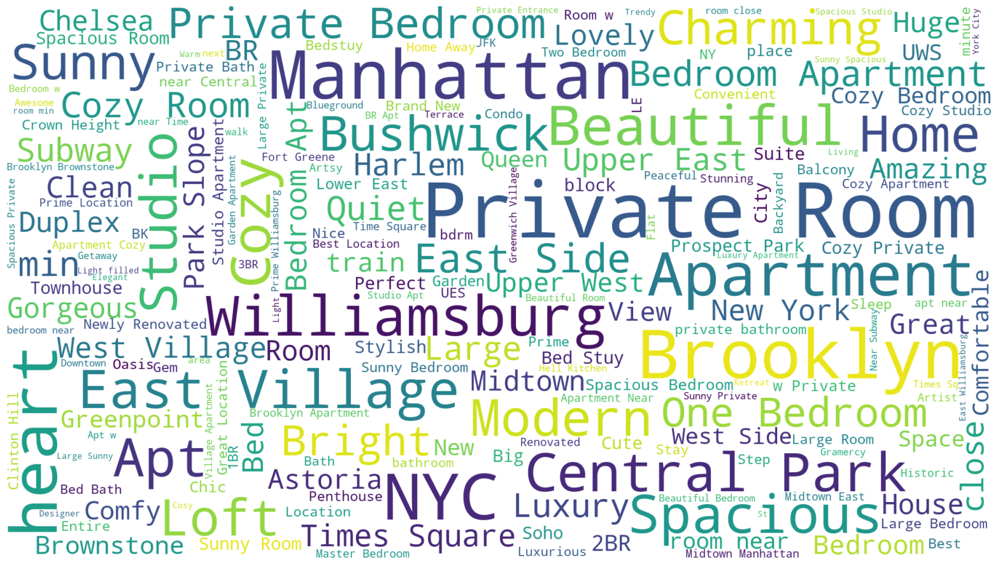 Chelsea
Private Bedroom
Private Entrance
Room w
Trendy
room close
Spacious Studio
Charming
Huge
minute
York City
Spacious Room
Sunny
Warm
next
BR
Bedstuy
Home Away
JFK
Lovely
Two Bedroom
NY
place
UWS
Private Bath
Manhattan
Sunny Spacious
Bedroom Apartment
near Central
Large Private
Bedroom w
Awesome
room min
Cozy Room
Blueground
Brand New
Terrace
Condo
LE
Convenient
Cozy Bedroom
Cozy Studio
Crown Height
near Time
walk
Bedroom Apt
BR Apt
Bushwick
Beautiful
Home
Subway
Studio
Park Slope
Studio Apartment
Garden Apartment
Cozy
Fort Greene
Artsy
Harlem
Queen
Upper East
Suite
Living
Brooklyn Brownstone
Spacious Private
Clean
Prime Location
Lower East
Greenwich Village
block
Peaceful
Stunning
City
Backyard
Balcony
Amazing
Cozy Apartment
Duplex
BK
Prime Williamsburg
Quiet
Time Square
Private Room
Flat
Nice
Best Location
bdrm
Apartment Cozy
Getaway
Light filled
Elegant
3BR
min
train
East Side
Prospect Park
Cozy Private
Luxury Apartment
Apartment
Townhouse
Perfect
Garden
Upper West
Gorgeous
Light
Studio Apt
UES
Beautiful Room
Williamsburg
View
New York
Sleep
apt near
Comfortable
bedroom near
Newly Renovated
private bathroom
Near Subway
Great
East Williamsburg
heart
West Village
Room
Stylish
Large
Prime
Bed Stuy
Brooklyn
Downtown
Oasis
Gem
area
Sunny Bedroom
Hell Kitchen
Midtown
Spacious Bedroom
Retreat
w Private
Times Sq
Artist
East Village
Village Apartment
Great Location
Apartment Near
Sunny Private
Clinton Hill
Greenpoint
Brooklyn Apartment
Modern
One Bedroom
Apt w
1BR
Bed
Bright
New
Renovated
Cute
Stay
West Side
Large Room
Space
close
Large Sunny
Apt
Bath
bathroom
Big
Step
Gramercy
Central Park
Historic
Bed Bath
Chic
Astoria
Penthouse
NYC
Beautiful Bedroom
Midtown East
Designer
Comfy
Cosy
Loft
Location
Luxury
Spacious
St
House
Entire
Times Square
Soho
2BR
Large Bedroom
Brownstone
Sunny Room
Master Bedroom
Luxurious
room near
Midtown Manhattan
Bedroom
Best